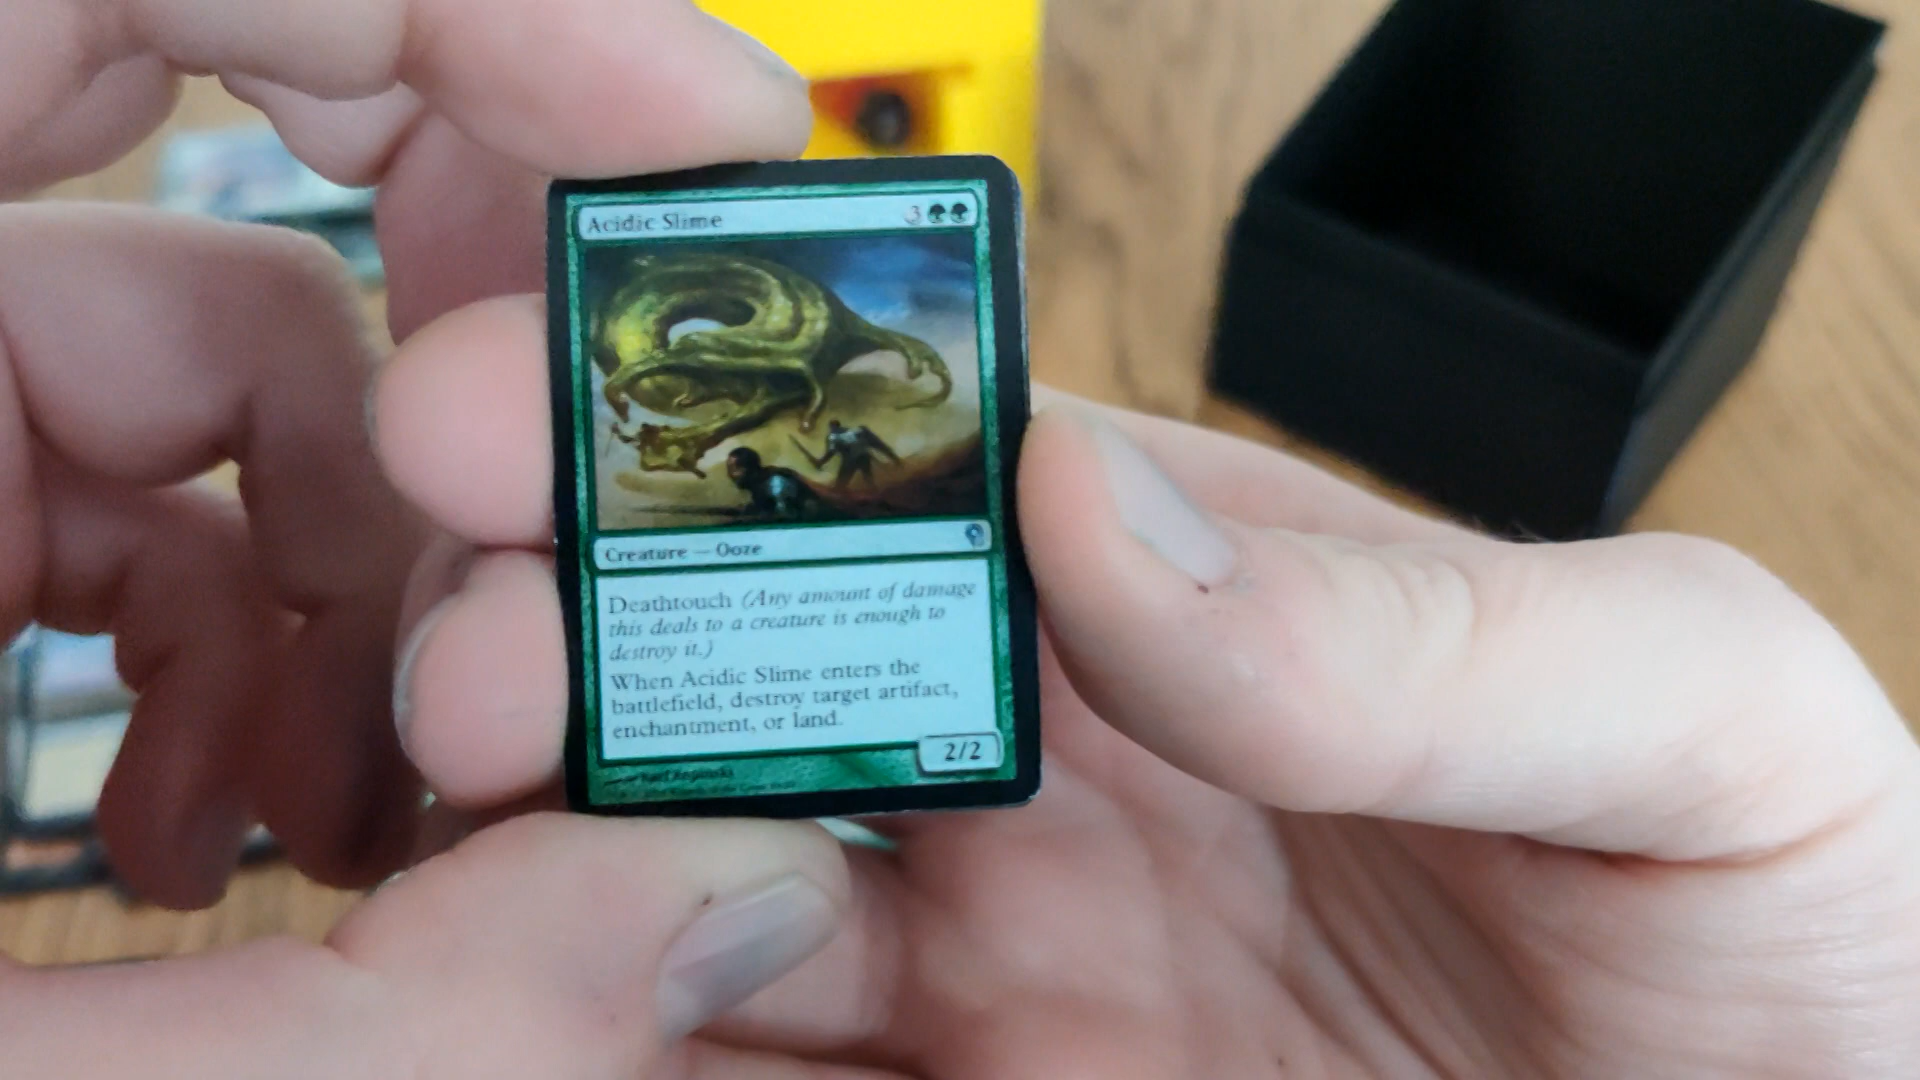 Acidic Slime 3
Creature — Ooze
Deathtouch (Any amount of damage
this deals to a creature is enough to
destroy it.)
When Acidic Slime enters the
battlefield, destroy target artifact,
enchantment, or land.
2/2